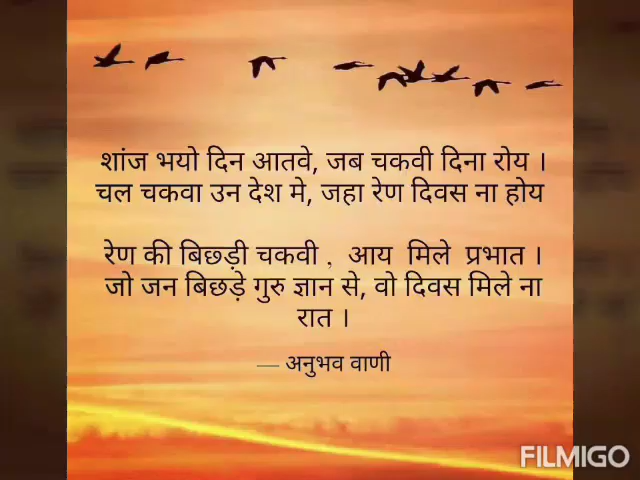 शांज भयो दिन आतवे, जब चकवी दिना रोय ।
चल चकवा उन देश मे, जहा रेण दिवस ना होय
रेण की बिछड़ी चकवी , आय मिले प्रभात ।
जो जन बिछड़े गुरु ज्ञान से, वो दिवस मिले ना
रात ।
— अनुभव वाणी
FILMIGO